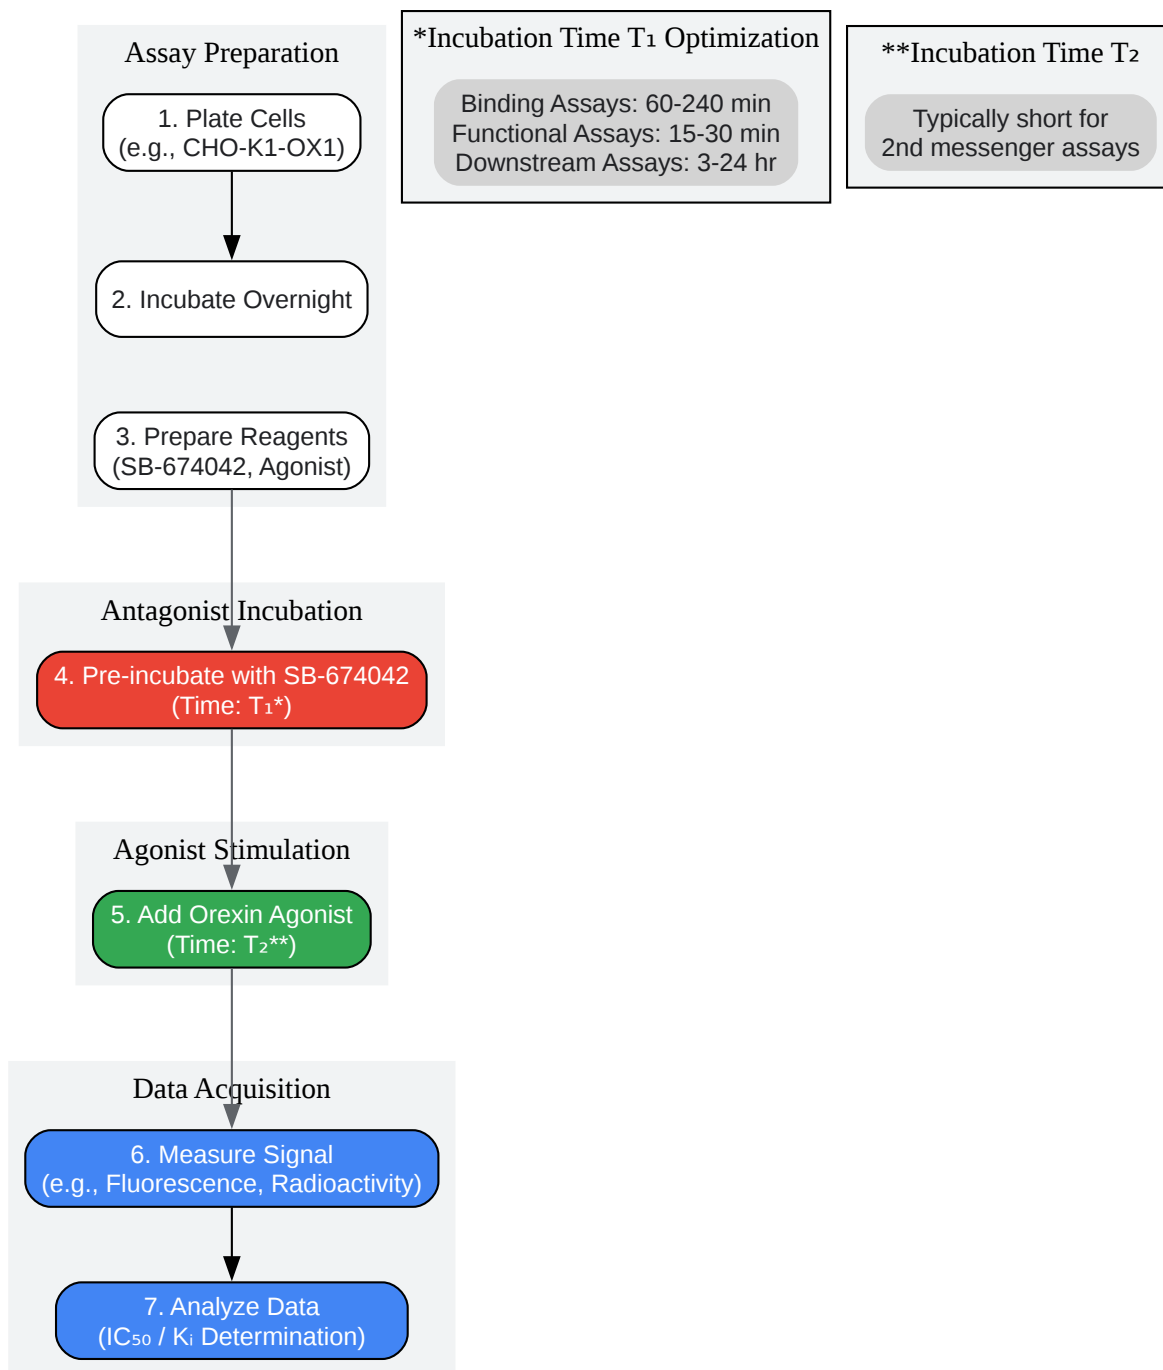 Assay Preparation
1. Plate Cells
(e.g., CHO-K1-OX1)
2. Incubate Overnight
3. Prepare Reagents
(SB-674042, Agonist)
*Incubation Time T₁ Optimization
Binding Assays: 60-240 min
Functional Assays: 15-30 min
Downstream Assays: 3-24 hr
**Incubation Time T₂
Typically short for
2nd messenger assays
Antagonist Incubation
4. Pre-incubate with SB-674042
(Time: T₁*)
Agonist Stimulation
5. Add Orexin Agonist
(Time: T₂**)
Data Acquisition
6. Measure Signal
(e.g., Fluorescence, Radioactivity)
7. Analyze Data
(IC₅₀ / Kᵢ Determination)